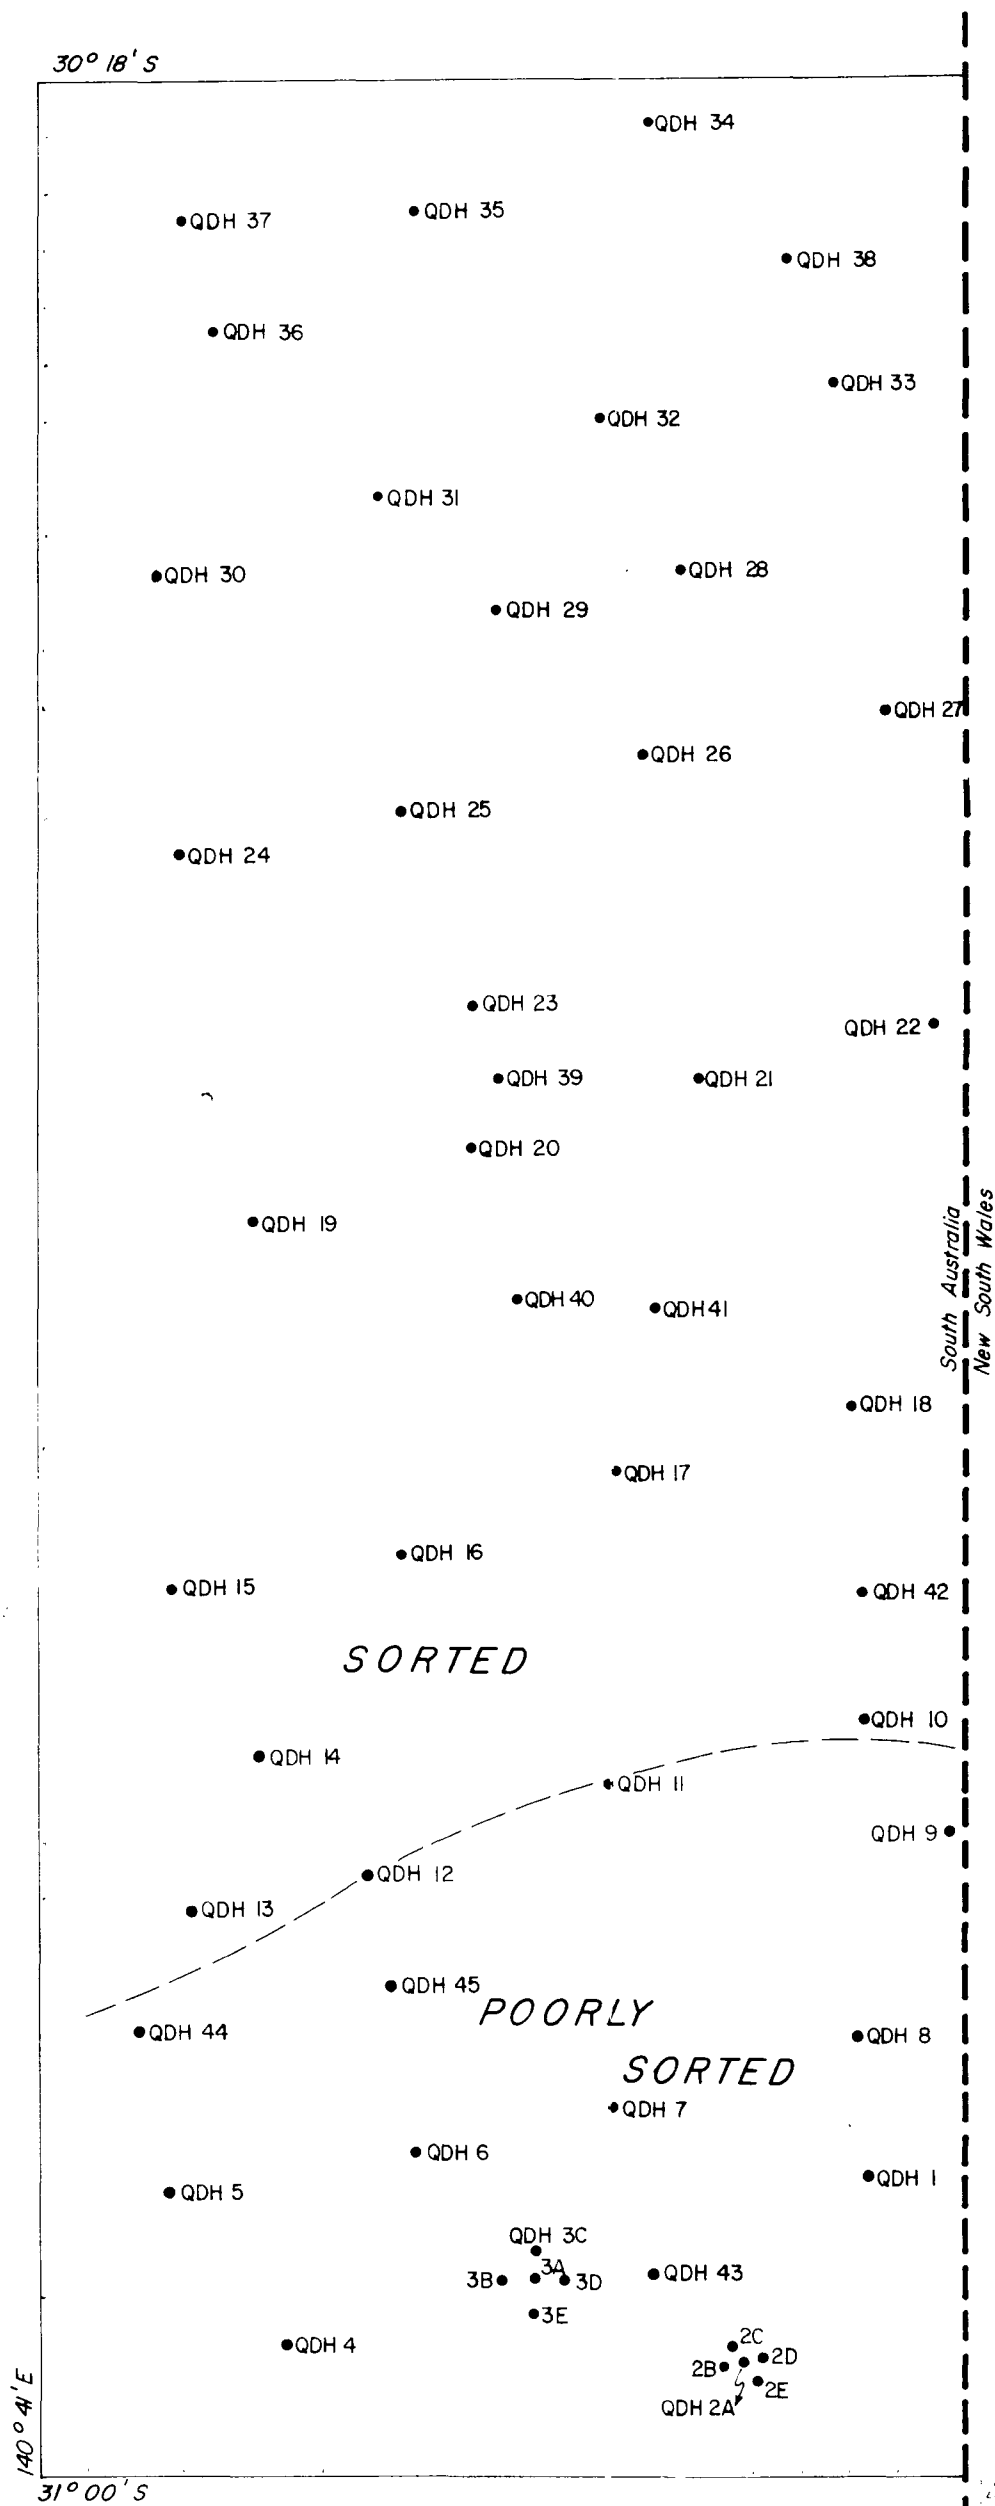 30° 18' S
QDH 34
QDH 35
QDH 37
QDH 38
QDH 36
QDH 33
QDH 32
QDH 31
QDH 28
QDH 30
QDH 29
QDH 27
QDH 26
QDH 25
QDH 24
QDH 23
QDH 22
QDH 39
QDH 21
QDH 20
South Australia
New South Wales
QDH 19
QDH 40
QDH 41
QDH 18
QDH 17
QDH 16
QDH 15
QDH 42
SORTED
QDH 10
QDH 14
QDH 11
QDH 9
QDH 12
QDH 13
QDH 45
POORLY
QDH 44
QDH 8
SORTED
QDH 7
QDH 6
QDH 1
QDH 5
QDH 3C
3A
3B
3D
QDH 43
3E
QDH 4
2C
2D
2B
2E
QDH 2A
140° 41' E
31° 00' S